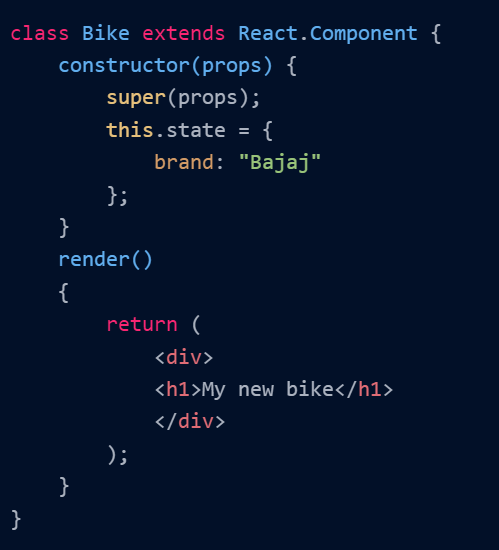 class Bike extends React.Component {
    constructor(props) {
        super(props);
        this.state = {
            brand: "Bajaj"
        };
    }
    render()
    {
        return (
            <div>
            <h1>My new bike</h1>
            </div>
        );
    }
}